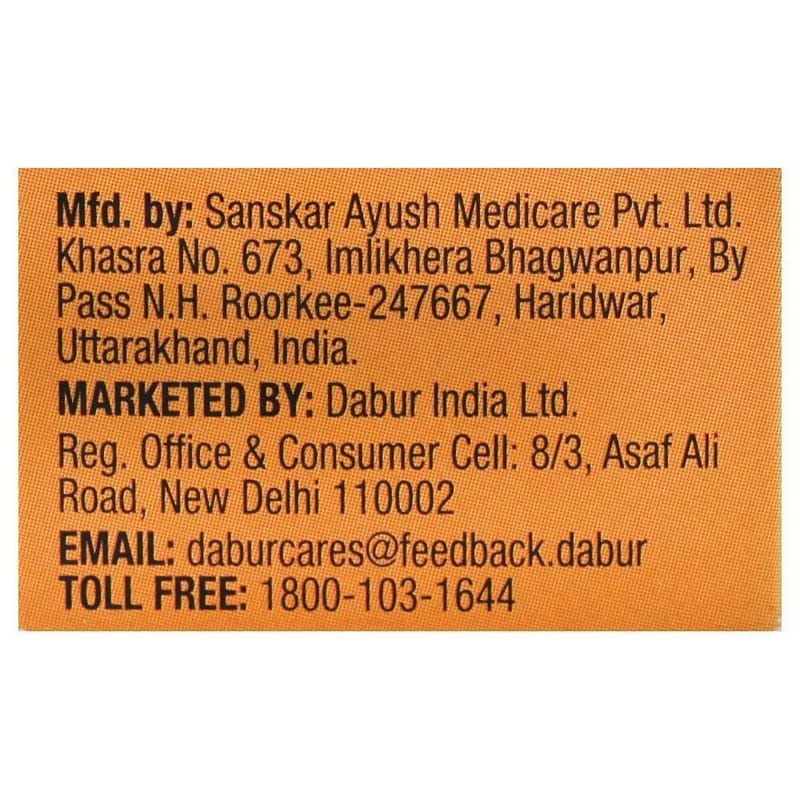 Mfd. by: Sanskar Ayush Medicare Pvt. Ltd.
Khasra No. 673, Imlikhera Bhagwanpur, By
Pass N.H. Roorkee-247667, Haridwar,
Uttarakhand, India.
MARKETED BY: Dabur India Ltd.
Reg. Office & Consumer Cell: 8/3, Asaf Ali
Road, New Delhi 110002
EMAIL: daburcares@feedback.dabur
TOLL FREE: 1800-103-1644